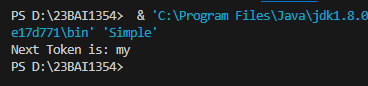 PS D:\23BAI1354>  & 'C:\Program Files\Java\jdk1.8.0
e17d771\bin' 'Simple'
Next Token is: my
PS D:\23BAI1354>